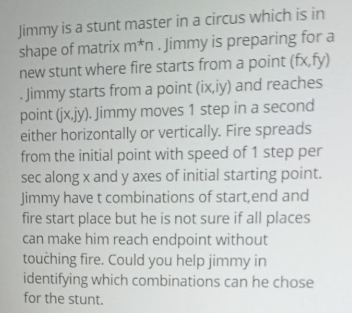 Jimmy is a stunt master in a circus which is in
shape of matrix m*n . Jimmy is preparing for a
new stunt where fire starts from a point (fx,fy)
. Jimmy starts from a point (ix,iy) and reaches
point (jx,jy). Jimmy moves 1 step in a second
either horizontally or vertically. Fire spreads
from the initial point with speed of 1 step per
sec along x and y axes of initial starting point.
Jimmy have t combinations of start,end and
fire start place but he is not sure if all places
can make him reach endpoint without
touching fire. Could you help jimmy in
identifying which combinations can he chose
for the stunt.